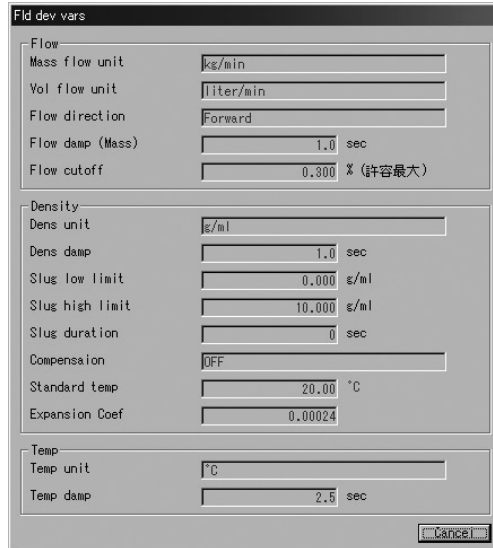 Fld dev vars
Flow
Mass flow unit kg/min
Vol flow unit liter/min
Flow direction Forward
Flow damp (Mass) 1.0 sec
Flow cutoff 0.300 % (許容最大)
Density
Dens unit g/ml
Dens damp 1.0 sec
Slug low limit 0.000 g/ml
Slug high limit 10.000 g/ml
Slug duration 0 sec
Compensaion OFF
Standard temp 20.00 °C
Expansion Coef 0.00024
Temp
Temp unit °C
Temp damp 2.5 sec
Cancel